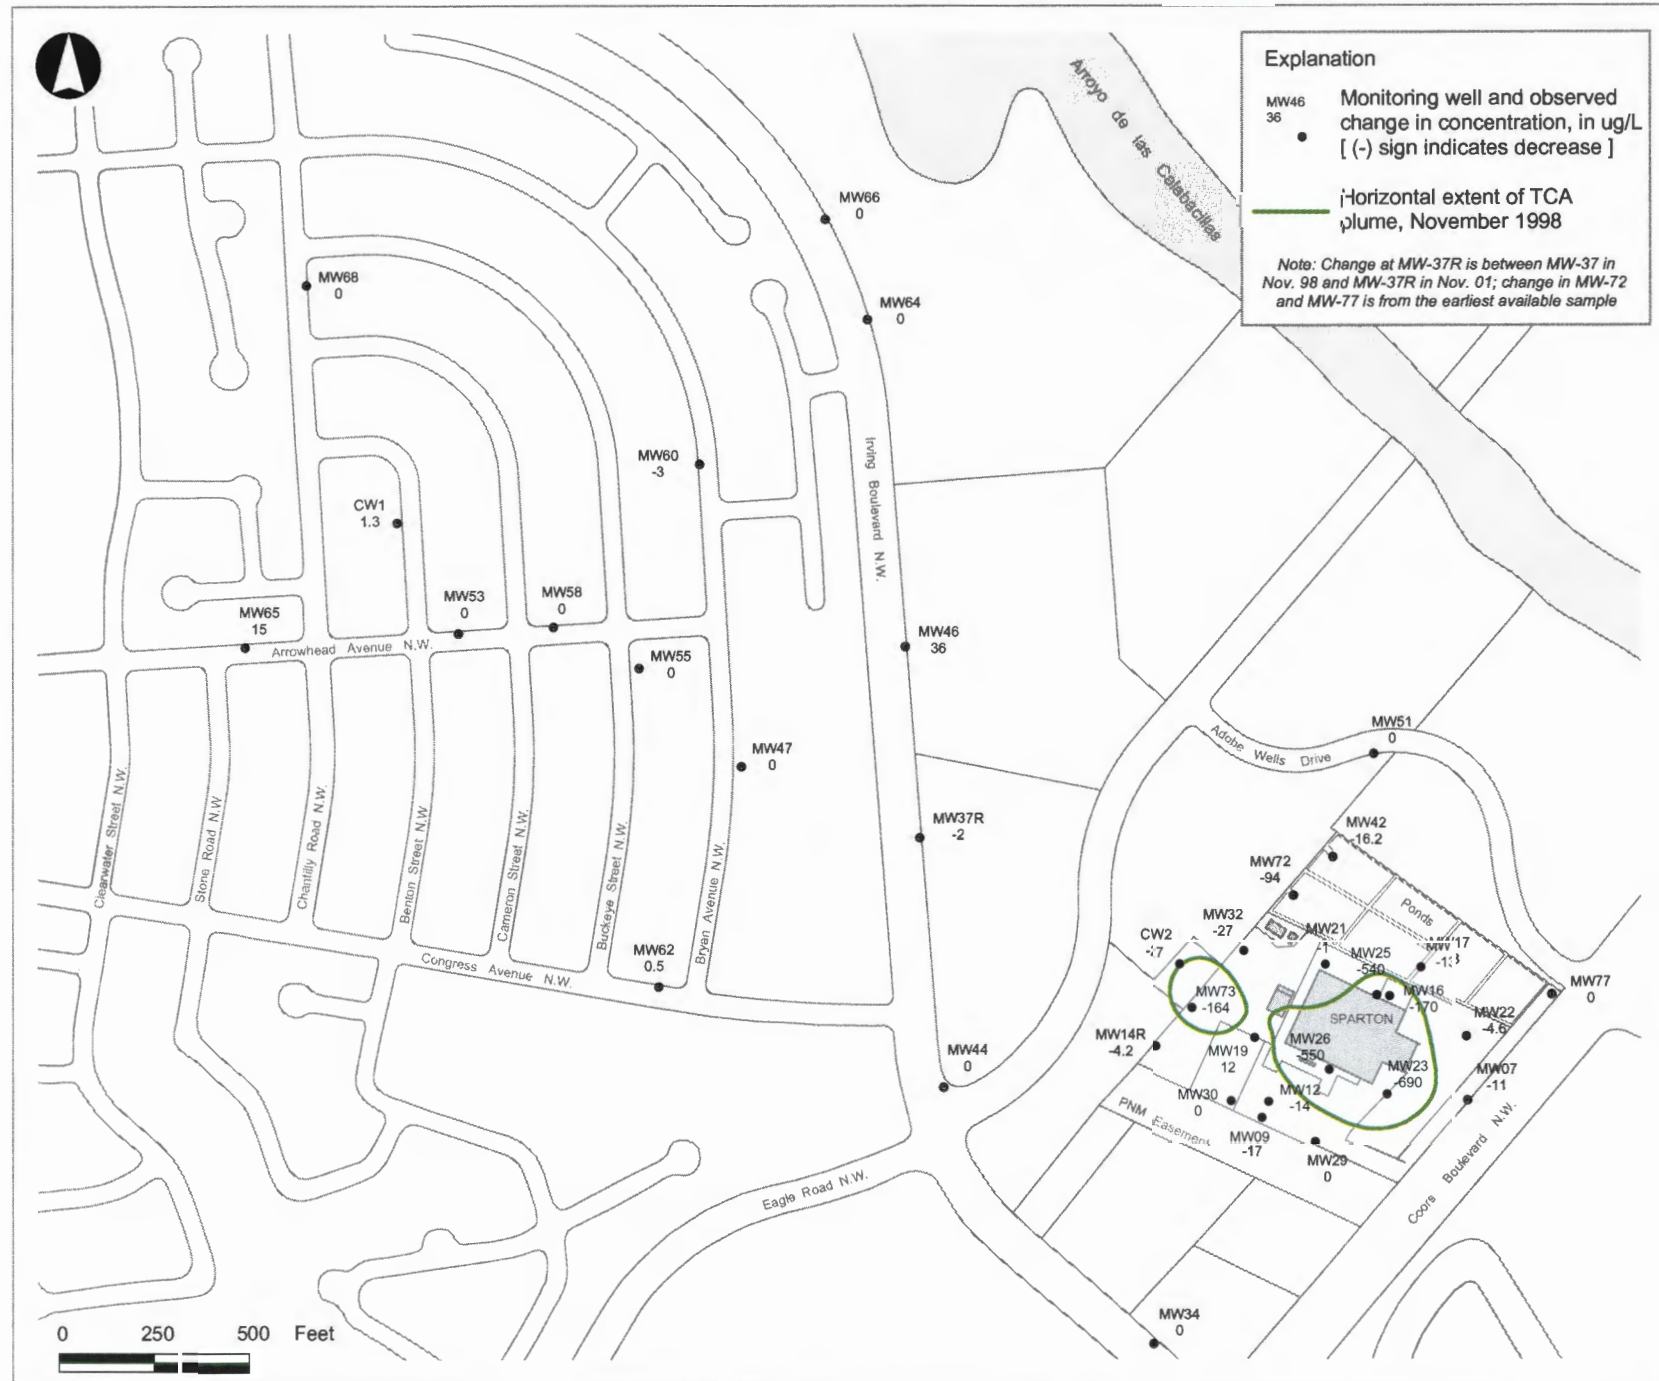 Explanation
MW46
36
Monitoring well and observed
change in concentration, in ug/L
[ (-) sign indicates decrease ]
Horizontal extent of TCA
plume, November 1998
Note: Change at MW-37R is between MW-37 in
Nov. 98 and MW-37R in Nov. 01; change in MW-72
and MW-77 is from the earliest available sample
Arroyo de las Calabacillas
MW66
0
MW68
0
MW64
0
MW60
-3
Irving Boulevard N.W.
CW1
1.3
MW53
0
MW58
0
MW65
15
Arrowhead Avenue N.W.
MW46
36
MW55
0
MW51
0
Adobe Wells Drive
MW47
0
MW37R
-2
MW42
-16.2
MW72
-94
Clearwater Street N.W.
Stone Road N.W
Chantilly Road N.W.
Benton Street N.W
Cameron Street N.W.
Buckeye Street N.W.
Bryan Avenue N.W.
Ponds
MW32
-27
CW2
MW21
MW25
-540
MW17
-13
MW62
0.5
Congress Avenue N.W.
MW73
-164
MW16
-170
MW77
0
SPARTON
MW22
-4.6
MW14R
-4.2
MW19
12
MW26
-550
MW44
0
MW23
-690
MW07
-11
MW30
0
MW12
-14
PNM Easement
MW09
-17
MW29
0
Coors Boulevard N.W.
Eagle Road N.W.
MW34
0
0 250 500 Feet